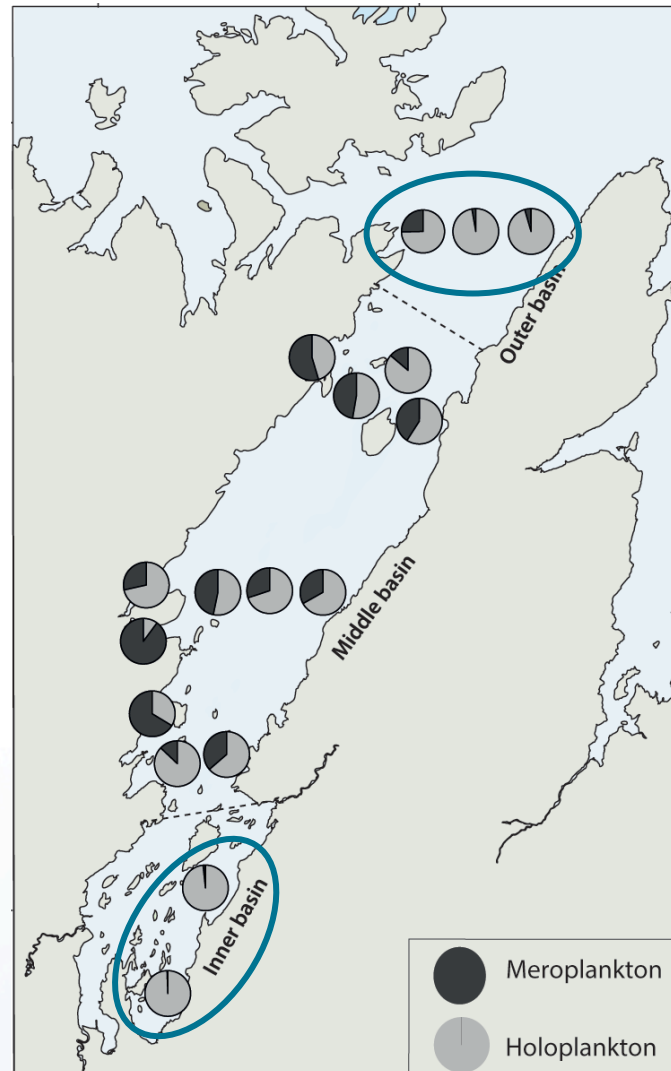 Outer basin
Middle basin
Inner basin
Meroplankton
Holoplankton